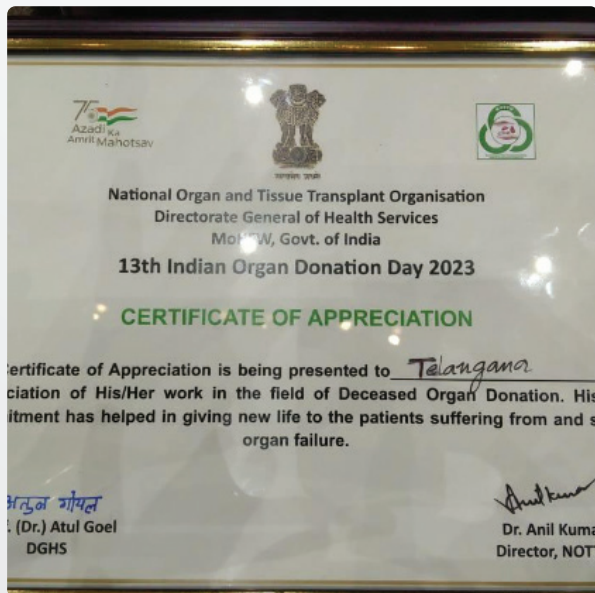 75
Azadi Ka
Amrit Mahotsav
सत्यमेव जयते
National Organ and Tissue Transplant Organisation
Directorate General of Health Services
MoHFW, Govt. of India
13th Indian Organ Donation Day 2023
CERTIFICATE OF APPRECIATION
ertificate of Appreciation is being presented to Telangana
ciation of His/Her work in the field of Deceased Organ Donation. His
itment has helped in giving new life to the patients suffering from and s
organ failure.
अतुल गोयल
. (Dr.) Atul Goel
DGHS
Anilkumar
Dr. Anil Kuma
Director, NOTT